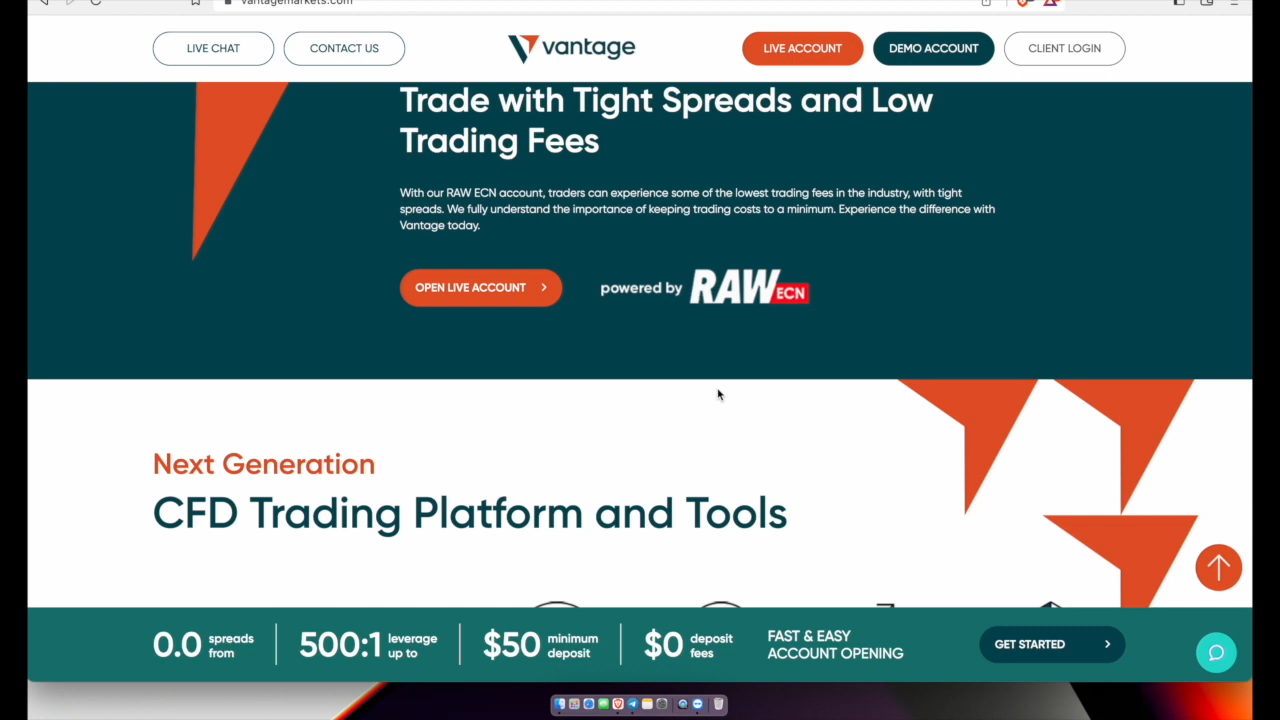 vantagemarkets.com
LIVE CHAT
CONTACT US
vantage
LIVE ACCOUNT
DEMO ACCOUNT
CLIENT LOGIN
Trade with Tight Spreads and Low
Trading Fees
With our RAW ECN account, traders can experience some of the lowest trading fees in the industry, with tight
spreads. We fully understand the importance of keeping trading costs to a minimum. Experience the difference with
Vantage today.
OPEN LIVE ACCOUNT
powered by RAW ECN
Next Generation
CFD Trading Platform and Tools
0.0 spreads from
500:1 leverage up to
$50 minimum deposit
$0 deposit fees
FAST & EASY
ACCOUNT OPENING
GET STARTED